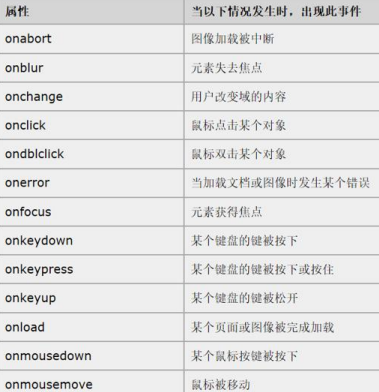 属性 当以下情况发生时，出现此事件
onabort 图像加载被中断
onblur 元素失去焦点
onchange 用户改变域的内容
onclick 鼠标点击某个对象
ondblclick 鼠标双击某个对象
onerror 当加载文档或图像时发生某个错误
onfocus 元素获得焦点
onkeydown 某个键盘的键被按下
onkeypress 某个键盘的键被按下或按住
onkeyup 某个键盘的键被松开
onload 某个页面或图像被完成加载
onmousedown 某个鼠标按键被按下
onmousemove 鼠标被移动